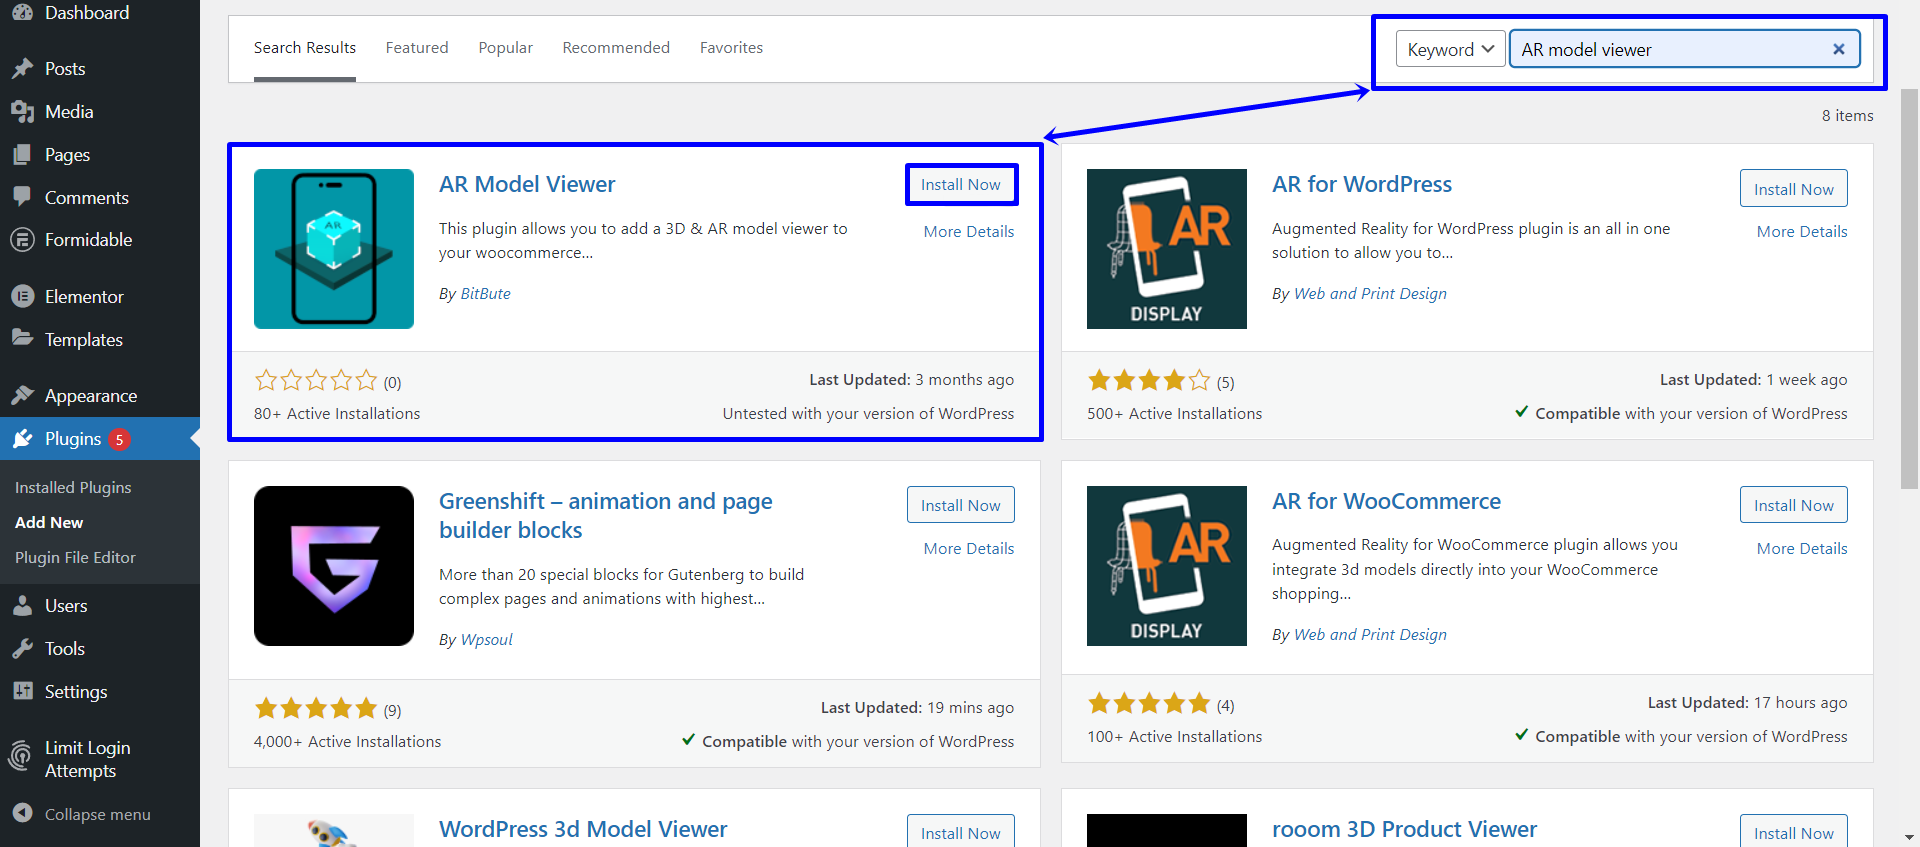 Dashboard
Posts
Media
Pages
Comments
Formidable
Elementor
Templates
Appearance
Plugins 5
Installed Plugins
Add New
Plugin File Editor
Users
Tools
Settings
Limit Login
Attempts
Collapse menu
Search Results Featured Popular Recommended Favorites
Keyword AR model viewer
8 items
AR
AR Model Viewer
Install Now
More Details
This plugin allows you to add a 3D & AR model viewer to
your woocommerce...
By BitBute
(0)
80+ Active Installations
Last Updated: 3 months ago
Untested with your version of WordPress
AR
DISPLAY
AR for WordPress
Install Now
More Details
Augmented Reality for WordPress plugin is an all in one
solution to allow you to...
By Web and Print Design
(5)
500+ Active Installations
Last Updated: 1 week ago
Compatible with your version of WordPress
Greenshift – animation and page
builder blocks
Install Now
More Details
More than 20 special blocks for Gutenberg to build
complex pages and animations with highest...
By Wpsoul
(9)
4,000+ Active Installations
Last Updated: 19 mins ago
Compatible with your version of WordPress
AR
DISPLAY
AR for WooCommerce
Install Now
More Details
Augmented Reality for WooCommerce plugin allows you
integrate 3d models directly into your WooCommerce
shopping...
By Web and Print Design
(4)
100+ Active Installations
Last Updated: 17 hours ago
Compatible with your version of WordPress
WordPress 3d Model Viewer
Install Now
rooom 3D Product Viewer
Install Now